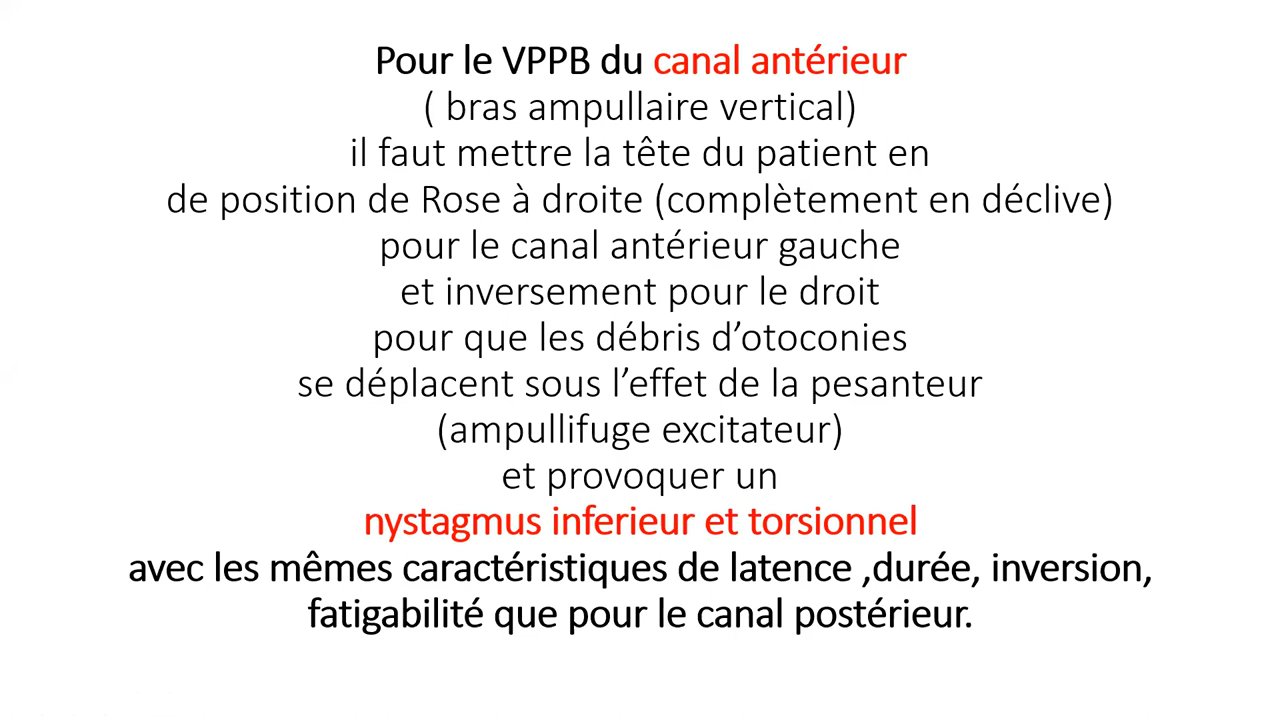 Pour le VPPB du canal antérieur
( bras ampullaire vertical)
il faut mettre la tête du patient en
de position de Rose à droite (complètement en déclive)
pour le canal antérieur gauche
et inversement pour le droit
pour que les débris d’otoconies
se déplacent sous l’effet de la pesanteur
(ampullifuge excitateur)
et provoquer un
nystagmus inferieur et torsionnel
avec les mêmes caractéristiques de latence ,durée, inversion,
fatigabilité que pour le canal postérieur.